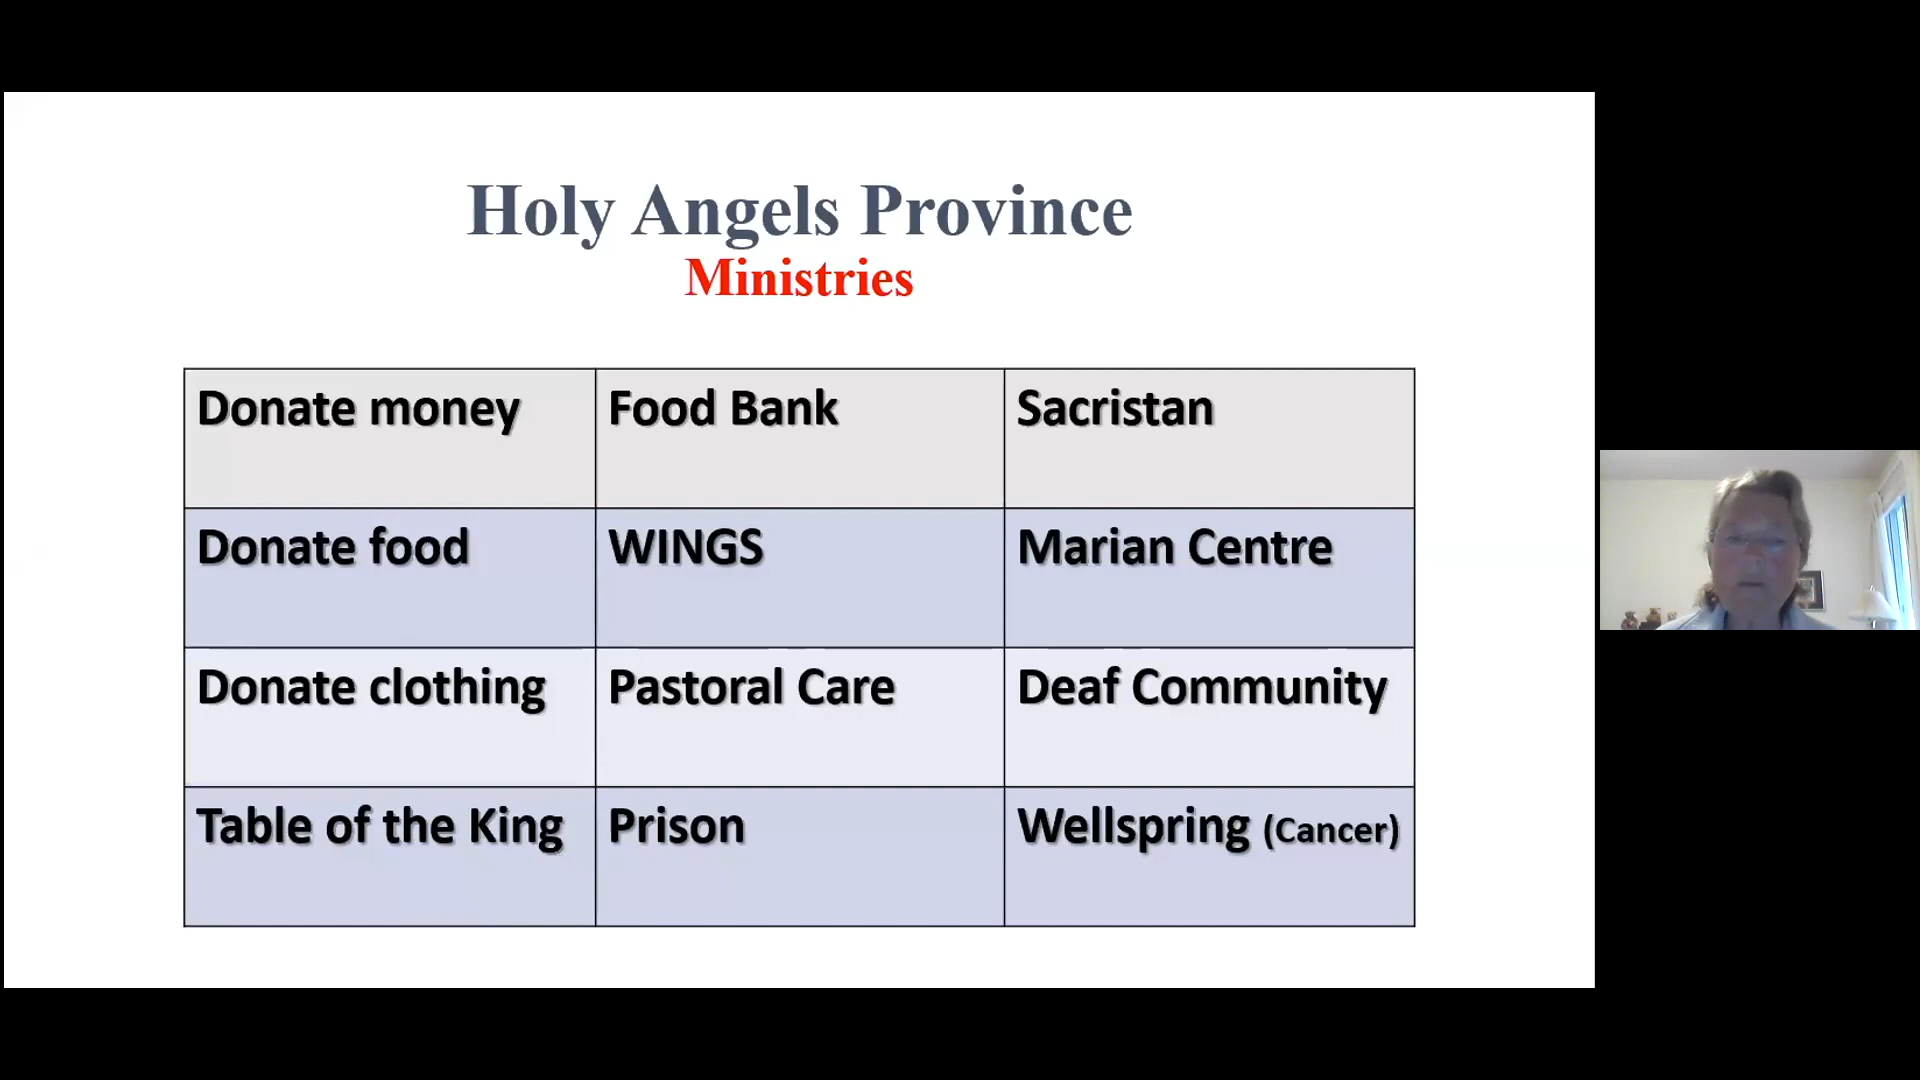 Holy Angels Province
Ministries
Donate money
Food Bank
Sacristan
Donate food
WINGS
Marian Centre
Donate clothing
Pastoral Care
Deaf Community
Table of the King
Prison
Wellspring (Cancer)